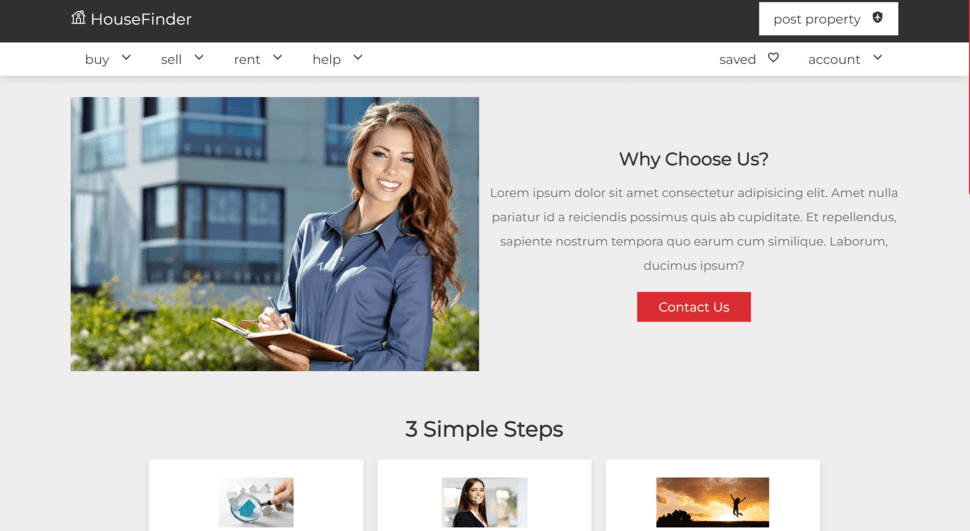 HouseFinder
post property
buy sell rent help saved account
Why Choose Us?
Lorem ipsum dolor sit amet consectetur adipisicing elit. Amet nulla
pariatur id a reiciendis possimus quis ab cupiditate. Et repellendus,
sapiente nostrum tempora quo earum cum similique. Laborum,
ducimus ipsum?
Contact Us
3 Simple Steps